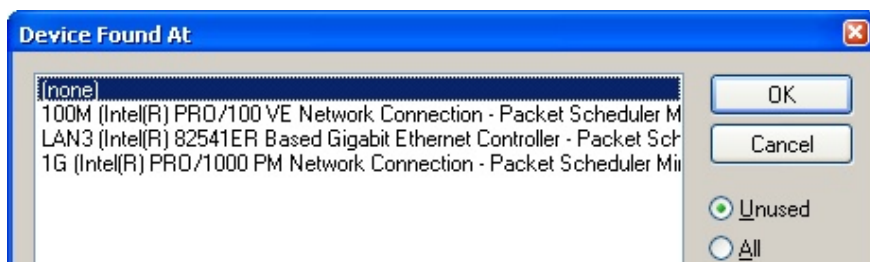 Device Found At
(none)
100M (Intel(R) PRO/100 VE Network Connection - Packet Scheduler M
LAN3 (Intel(R) 82541ER Based Gigabit Ethernet Controller - Packet Sch
1G (Intel(R) PRO/1000 PM Network Connection - Packet Scheduler Mi
OK
Cancel
Unused
All